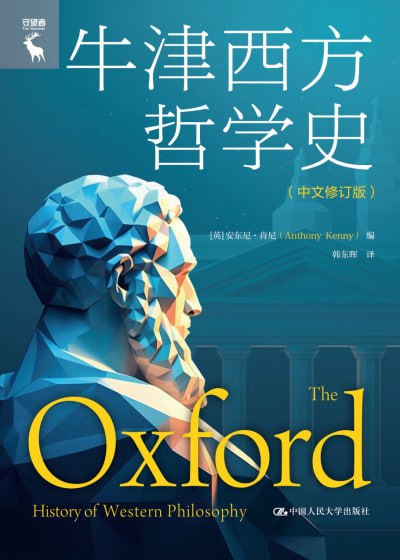 守望者
The Catcher
牛津西方
哲学史
（中文修订版）
[英] 安东尼·肯尼（Anthony Kenny） 编
韩东晖 译
The
Oxford
History of Western Philosophy
中国人民大学出版社